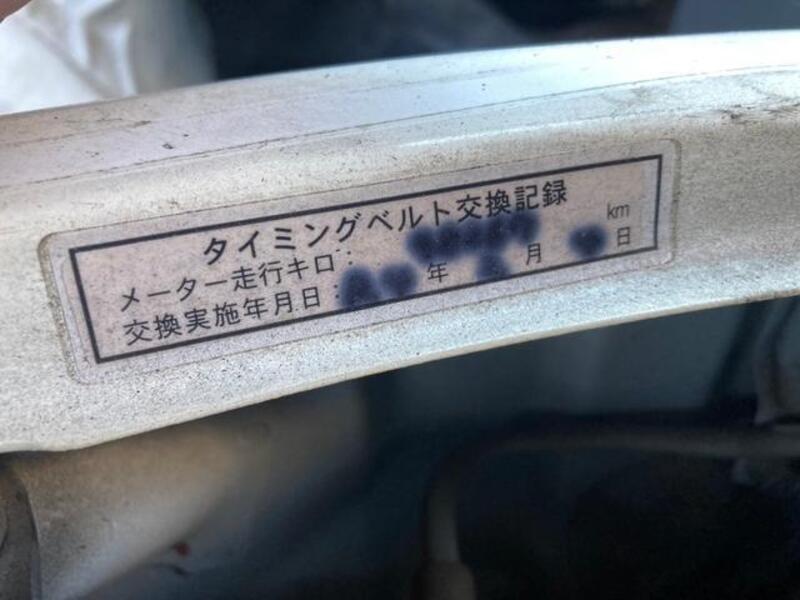 タイミングベルト交換記録
メーター走行キロ： km
交換実施年月日： 年 月 日